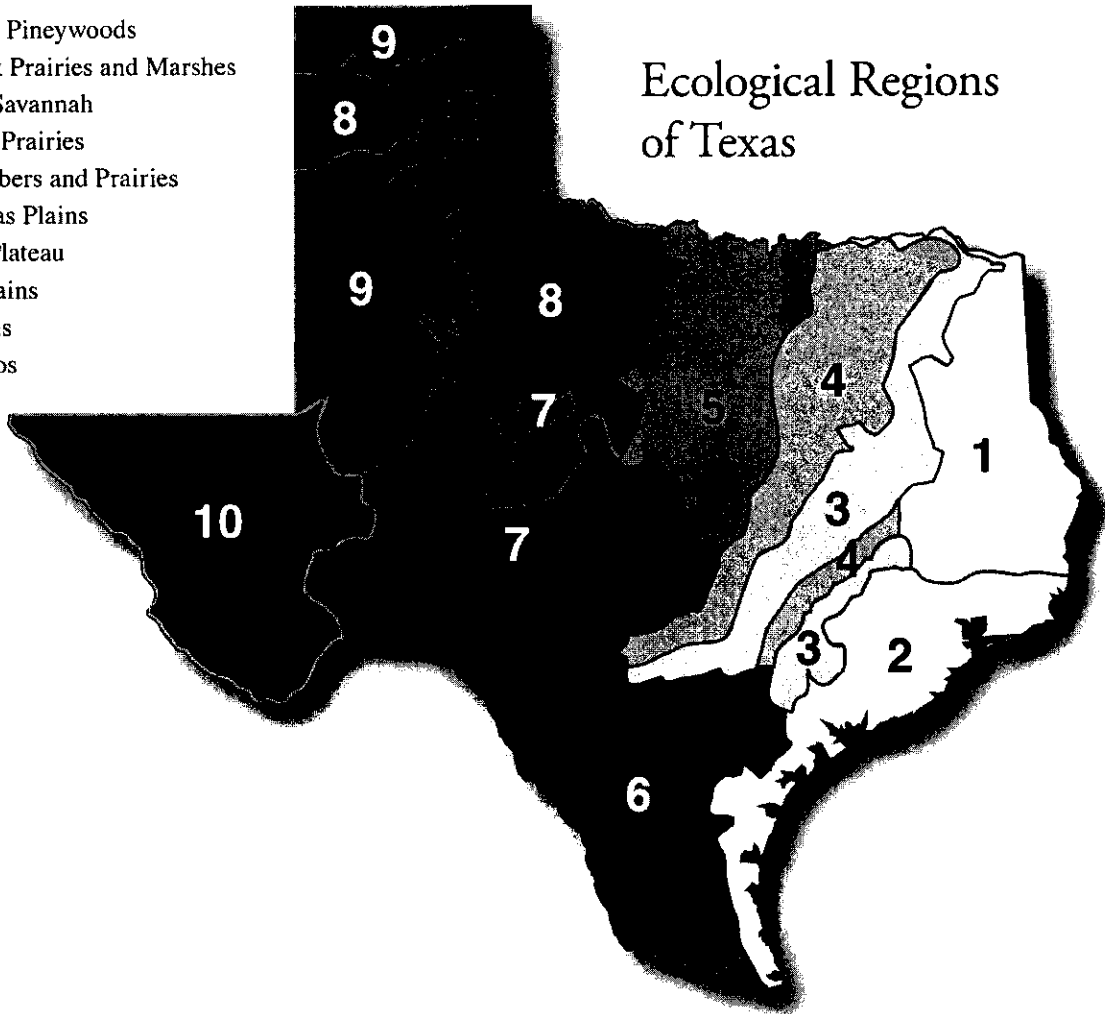 Pineywoods
Prairies and Marshes
Savannah
Prairies
bers and Prairies
as Plains
Plateau
ains
s
os
Ecological Regions
of Texas
9
8
9
8
7
5
4
1
10
7
3
4
3
2
6